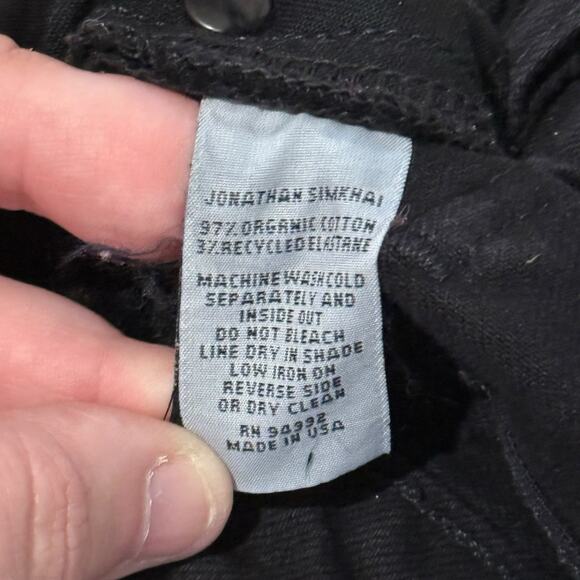 JONATHAN SIMKHAI
97% ORGANIC COTTON
3% RECYCLED ELASTANE
MACHINE WASH COLD
SEPARATELY AND
INSIDE OUT
DO NOT BLEACH
LINE DRY IN SHADE
LOW IRON ON
REVERSE SIDE
OR DRY CLEAN
RN 94992
MADE IN USA